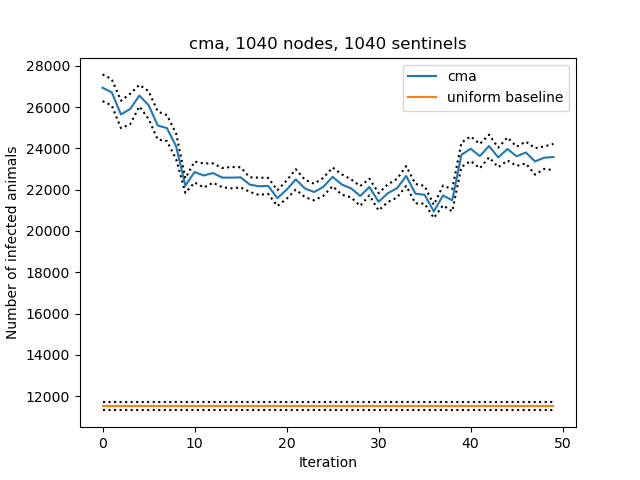 cma, 1040 nodes, 1040 sentinels
cma
uniform baseline
Number of infected animals
28000
26000
24000
22000
20000
18000
16000
14000
12000
0 10 20 30 40 50
Iteration